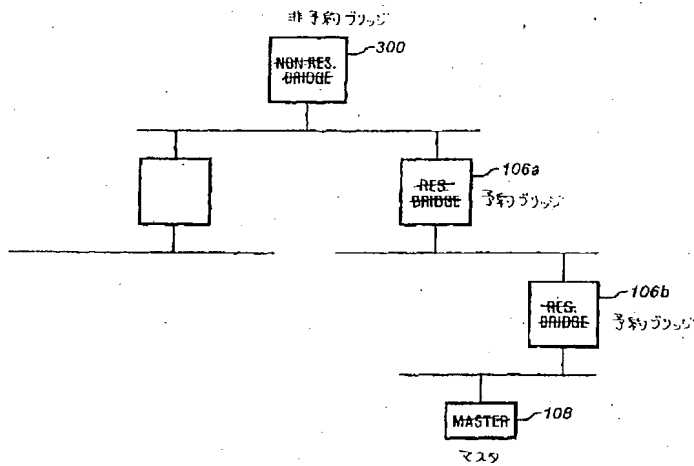 非予約ブリッジ
300
NON-RES.
BRIDGE
106a
RES.
BRIDGE
予約ブリッジ
106b
RES.
BRIDGE
予約ブリッジ
MASTER
108
マスタ